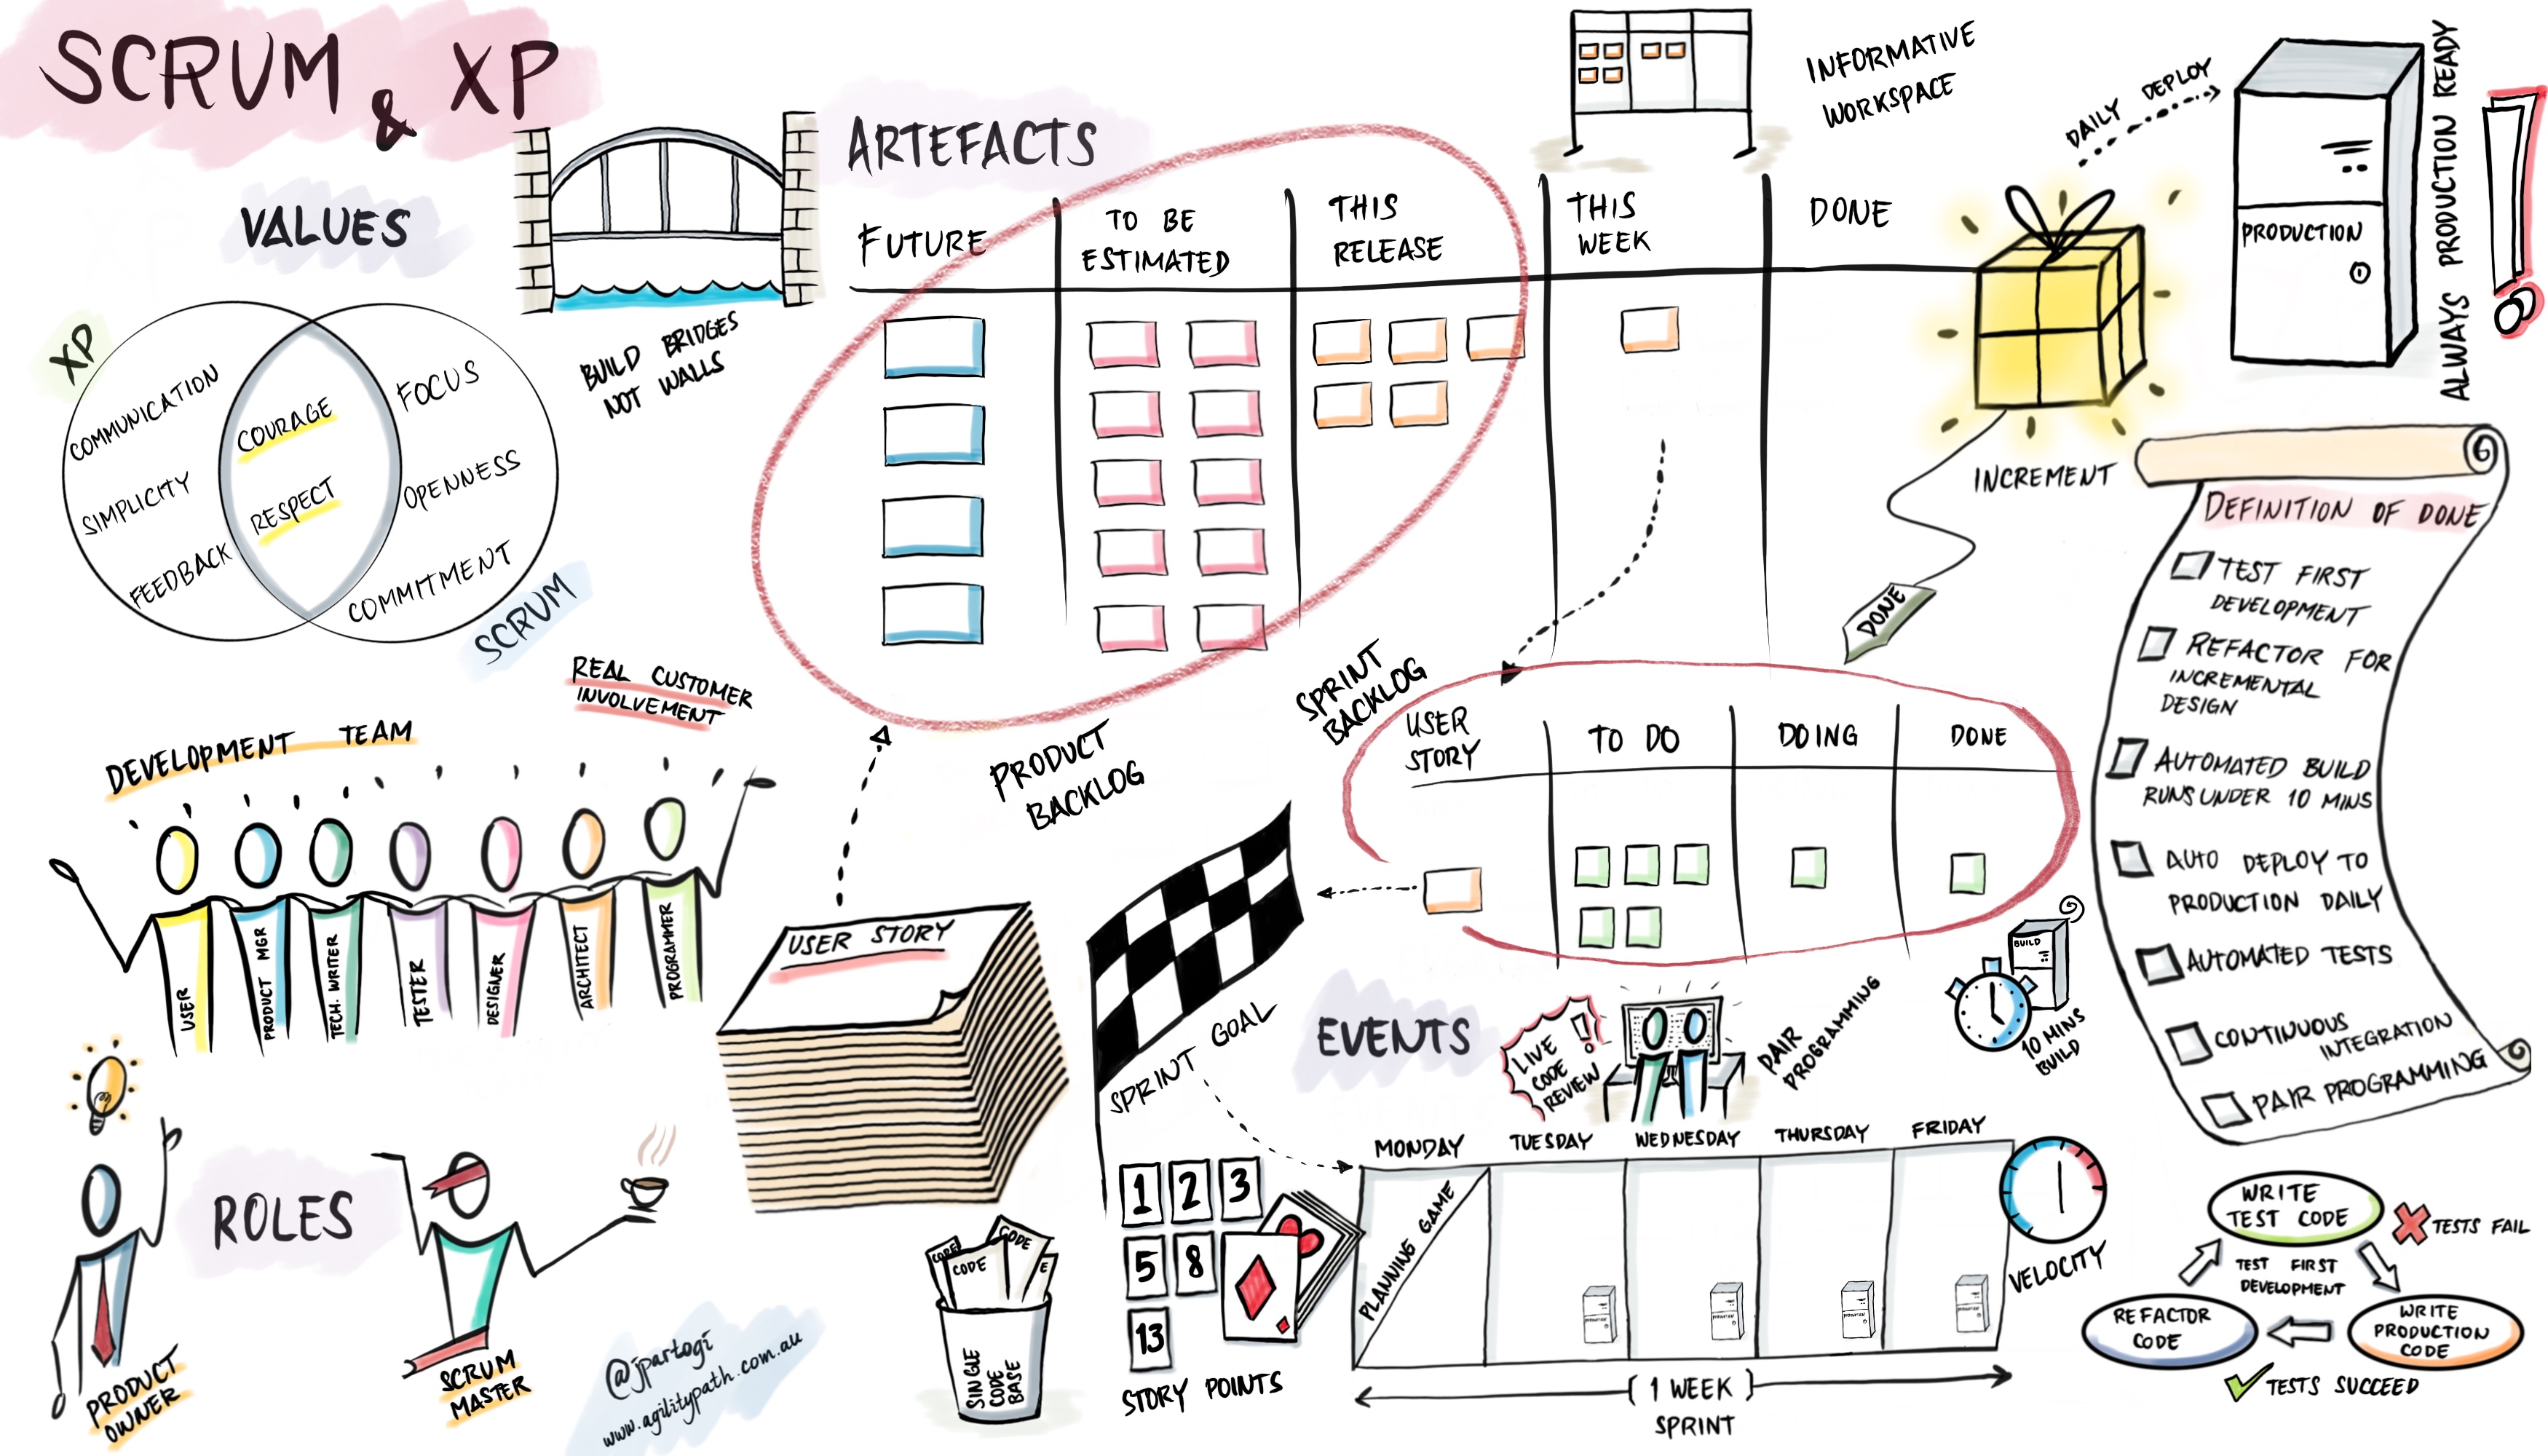 SCRUM & XP
VALUES
XP
COMMUNICATION
SIMPLICITY
FEEDBACK
COURAGE
RESPECT
FOCUS
OPENNESS
COMMITMENT
SCRUM
BUILD BRIDGES
NOT WALLS
ARTEFACTS
FUTURE
TO BE
ESTIMATED
THIS
RELEASE
THIS
WEEK
DONE
INFORMATIVE
WORKSPACE
DAILY DEPLOY
PRODUCTION
ALWAYS PRODUCTION READY
INCREMENT
DONE
PRODUCT
BACKLOG
SPRINT
BACKLOG
USER
STORY
TO DO
DOING
DONE
DEFINITION OF DONE
TEST FIRST
DEVELOPMENT
REFACTOR FOR
INCREMENTAL
DESIGN
AUTOMATED BUILD
RUNS UNDER 10 MINS
AUTO DEPLOY TO
PRODUCTION DAILY
AUTOMATED TESTS
CONTINUOUS
INTEGRATION
PAIR PROGRAMMING
REAL CUSTOMER
INVOLVEMENT
DEVELOPMENT TEAM
USER
PRODUCT MGR
TECH. WRITER
TESTER
DESIGNER
ARCHITECT
PROGRAMMER
ROLES
PRODUCT
OWNER
SCRUM
MASTER
@jpartogi
www.agilitypath.com.au
USER STORY
CODE
CODE
CODE
E
SINGLE
CODE
BASE
SPRINT GOAL
1
2
3
5
8
13
STORY POINTS
EVENTS
LIVE
CODE
REVIEW
!
PAIR
PROGRAMMING
BUILD
10 MINS
BUILD
MONDAY
TUESDAY
WEDNESDAY
THURSDAY
FRIDAY
PLANNING GAME
PRODUCTION
PRODUCTION
PRODUCTION
PRODUCTION
VELOCITY
1 WEEK
SPRINT
WRITE
TEST CODE
TESTS FAIL
TEST FIRST
DEVELOPMENT
REFACTOR
CODE
WRITE
PRODUCTION
CODE
TESTS SUCCEED